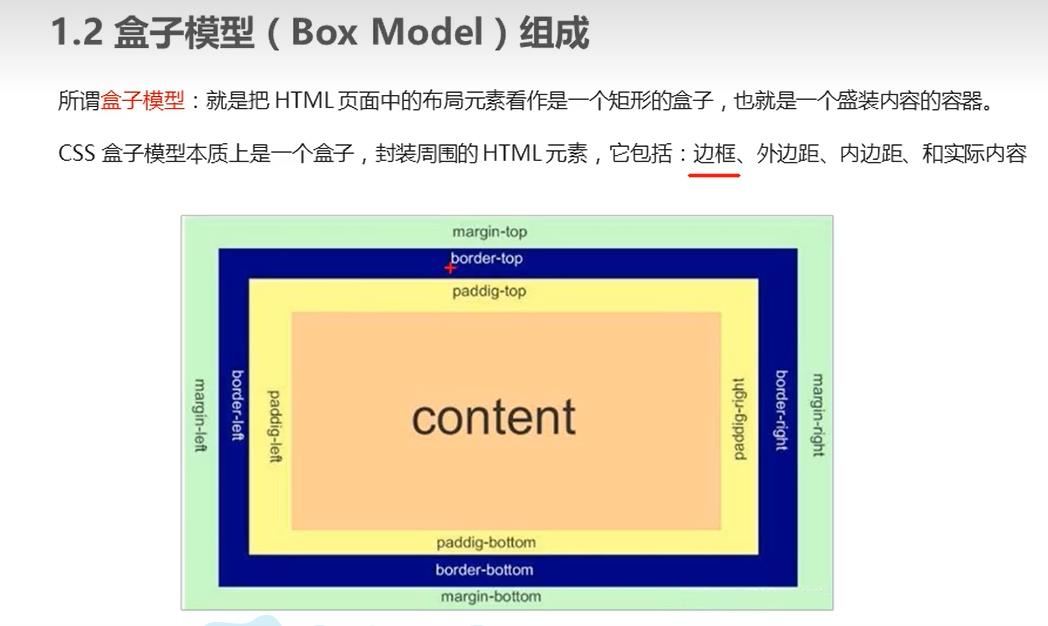 1.2 盒子模型（Box Model）组成
所谓盒子模型：就是把 HTML 页面中的布局元素看作是一个矩形的盒子，也就是一个盛装内容的容器。
CSS 盒子模型本质上是一个盒子，封装周围的 HTML 元素，它包括：边框、外边距、内边距、和实际内容
margin-top
border-top
paddig-top
margin-left
border-left
paddig-left
content
paddig-right
border-right
margin-right
paddig-bottom
border-bottom
margin-bottom